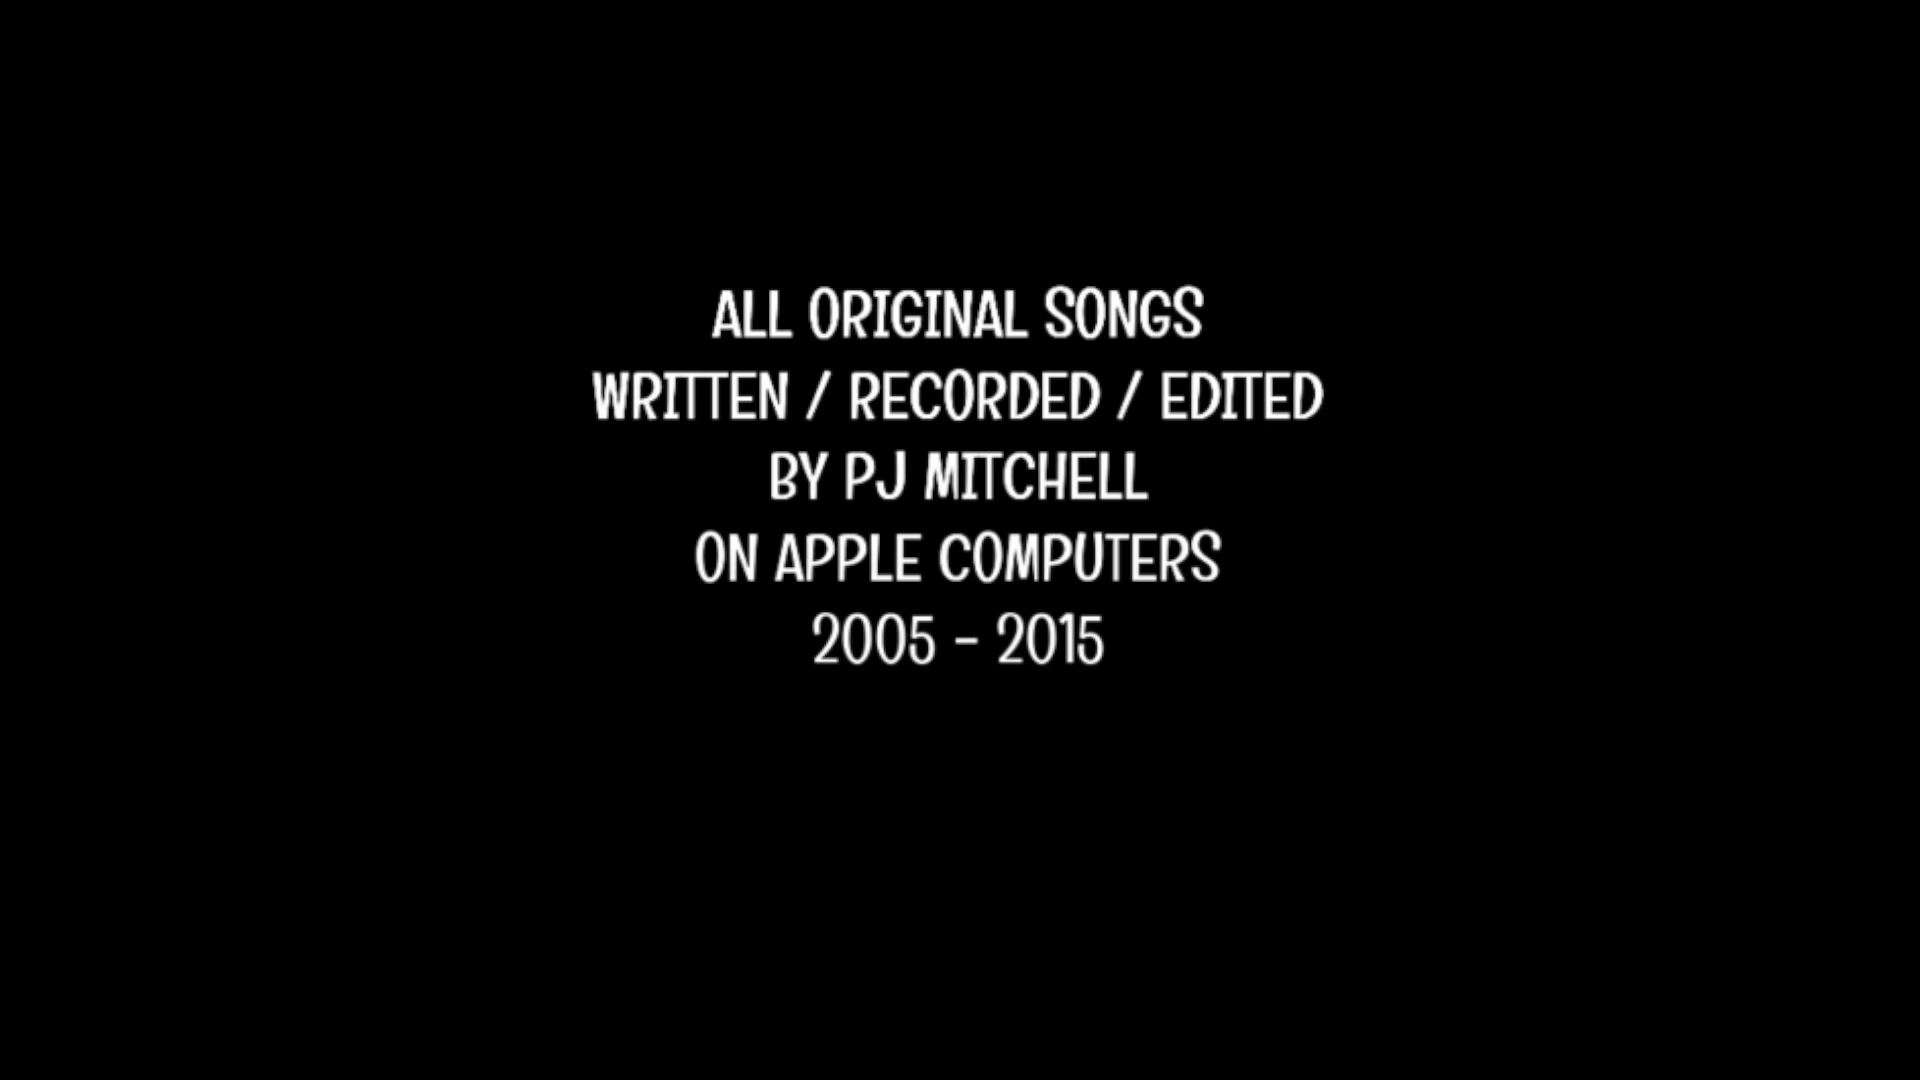 ALL ORIGINAL SONGS
WRITTEN / RECORDED / EDITED
BY PJ MITCHELL
ON APPLE COMPUTERS
2005 - 2015